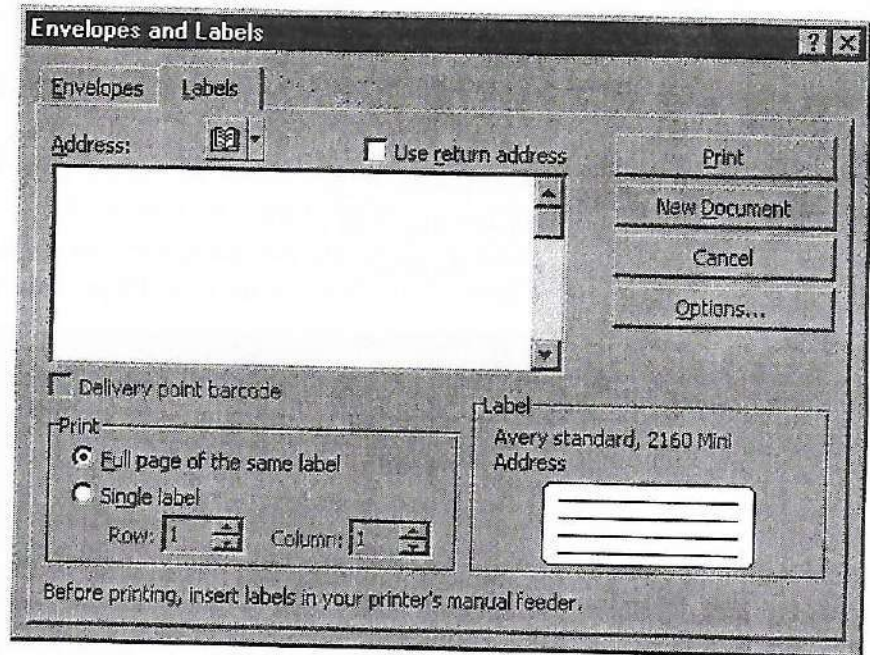 Envelopes and Labels
Envelopes Labels
Address:
Use return address
Print
New Document
Cancel
Options...
Delivery point barcode
Print
Full page of the same label
Single label
Row: 1 Column: 1
Label
Avery standard, 2160 Mini
Address
Before printing, insert labels in your printer's manual feeder.